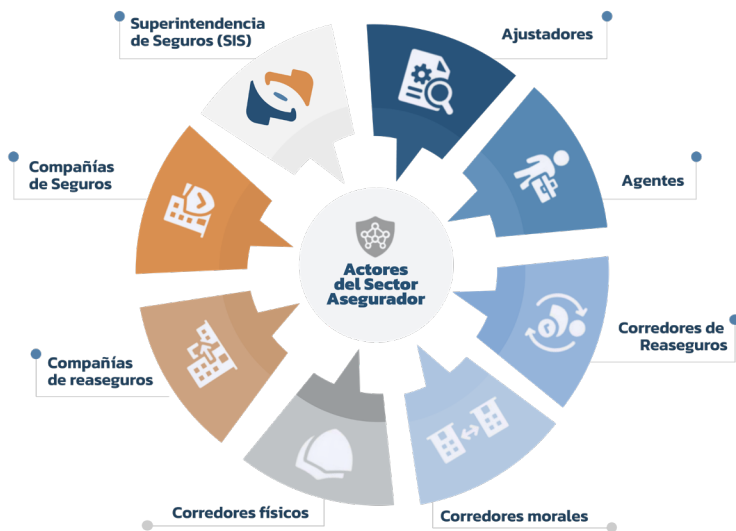 Superintendencia
de Seguros (SIS)
Ajustadores
Compañías
de Seguros
Agentes
Actores
del Sector
Asegurador
Corredores de
Reaseguros
Compañías
de reaseguros
Corredores físicos
Corredores morales